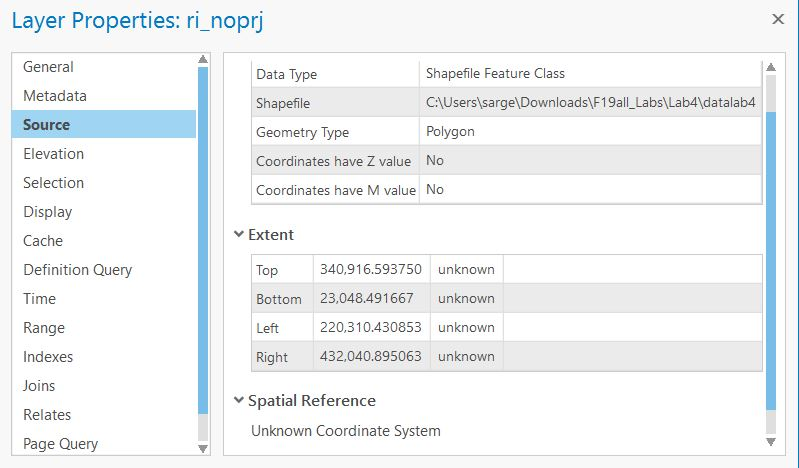 Layer Properties: ri_noprj
General
Metadata
Source
Elevation
Selection
Display
Cache
Definition Query
Time
Range
Indexes
Joins
Relates
Page Query
Data Type Shapefile Feature Class
Shapefile C:\Users\sarge\Downloads\F19all_Labs\Lab4\datalab4
Geometry Type Polygon
Coordinates have Z value No
Coordinates have M value No
Extent
Top 340,916.593750 unknown
Bottom 23,048.491667 unknown
Left 220,310.430853 unknown
Right 432,040.895063 unknown
Spatial Reference
Unknown Coordinate System